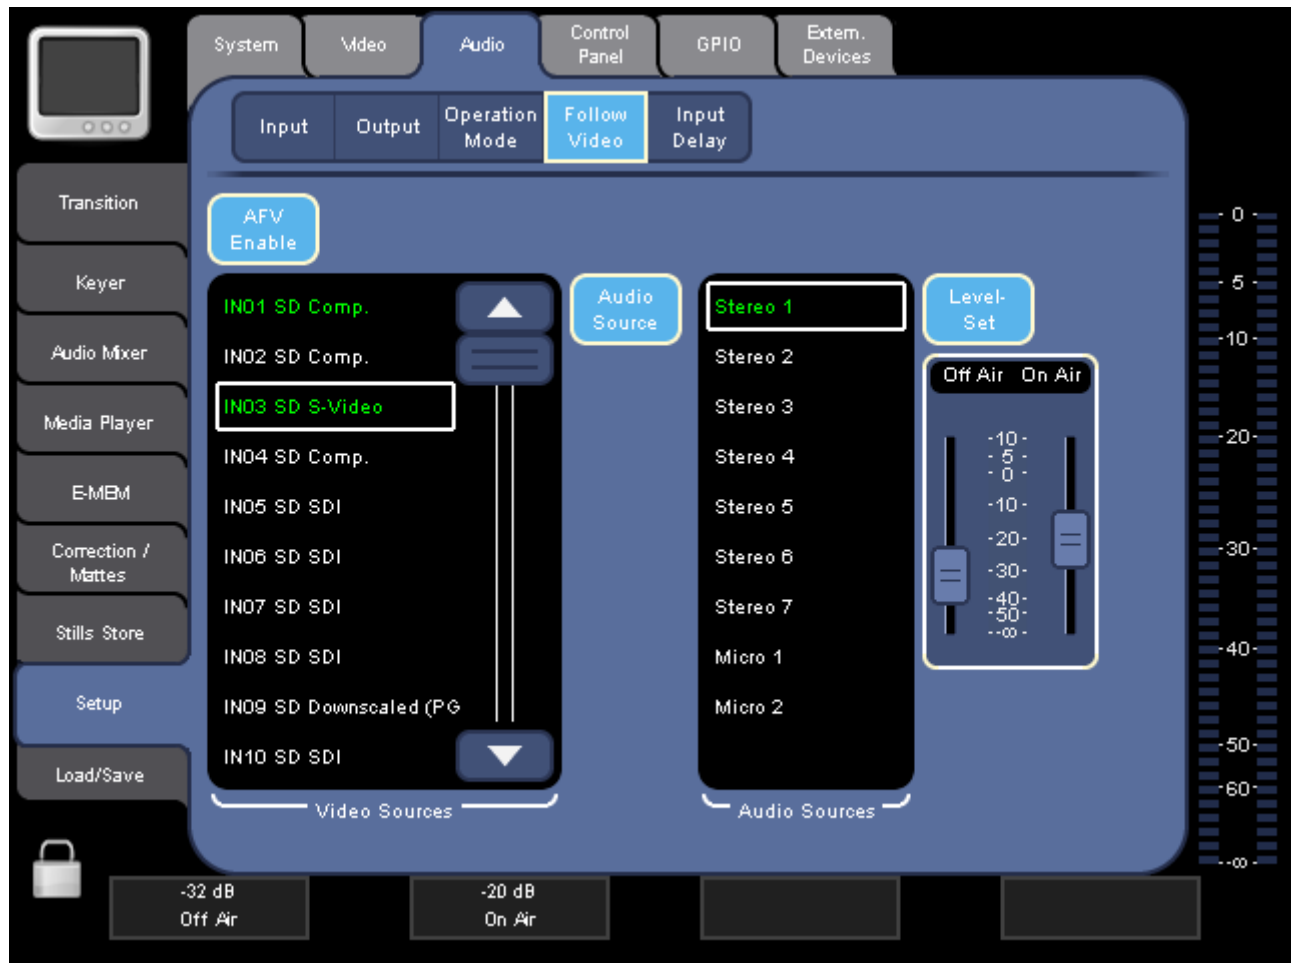 System
Video
Audio
Control
Panel
GPIO
Extern.
Devices
Input
Output
Operation
Mode
Follow
Video
Input
Delay
Transition
Keyer
Audio Mixer
Media Player
E-MEM
Correction /
Mattes
Stills Store
Setup
Load/Save
AFV
Enable
IN01 SD Comp.
IN02 SD Comp.
IN03 SD S-Video
IN04 SD Comp.
IN05 SD SDI
IN06 SD SDI
IN07 SD SDI
IN08 SD SDI
IN09 SD Downscaled (PG
IN10 SD SDI
Video Sources
Audio
Source
Stereo 1
Stereo 2
Stereo 3
Stereo 4
Stereo 5
Stereo 6
Stereo 7
Micro 1
Micro 2
Audio Sources
Level-
Set
Off Air On Air
-10-
- 5 -
- 0 -
-10-
-20-
-30-
-40-
-50-
--∞-
- 0 -
- 5 -
-10-
-20-
-30-
-40-
-50-
-60-
--∞-
-32 dB
Off Air
-20 dB
On Air